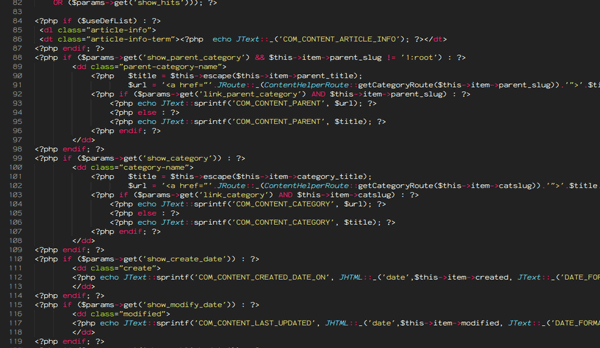 82 OR ($params->get('show_hits'))); ?>
83
84 <?php if ($useDefList) : ?>
85 <dl class="article-info">
86 <dt class="article-info-term"><?php echo JText::_('COM_CONTENT_ARTICLE_INFO'); ?></dt>
87 <?php endif; ?>
88 <?php if ($params->get('show_parent_category') && $this->item->parent_slug != '1:root') : ?>
89 <dd class="parent-category-name">
90 <?php $title = $this->escape($this->item->parent_title);
91 $url = '<a href="'.JRoute::_(ContentHelperRoute::getCategoryRoute($this->item->parent_slug)).'">'.$t
92 <?php if ($params->get('link_parent_category') AND $this->item->parent_slug) : ?>
93 <?php echo JText::sprintf('COM_CONTENT_PARENT', $url); ?>
94 <?php else : ?>
95 <?php echo JText::sprintf('COM_CONTENT_PARENT', $title); ?>
96 <?php endif; ?>
97 </dd>
98 <?php endif; ?>
99 <?php if ($params->get('show_category')) : ?>
100 <dd class="category-name">
101 <?php $title = $this->escape($this->item->category_title);
102 $url = '<a href="'.JRoute::_(ContentHelperRoute::getCategoryRoute($this->item->catslug)).'">'.$title
103 <?php if ($params->get('link_category') AND $this->item->catslug) : ?>
104 <?php echo JText::sprintf('COM_CONTENT_CATEGORY', $url); ?>
105 <?php else : ?>
106 <?php echo JText::sprintf('COM_CONTENT_CATEGORY', $title); ?>
107 <?php endif; ?>
108 </dd>
109 <?php endif; ?>
110 <?php if ($params->get('show_create_date')) : ?>
111 <dd class="create">
112 <?php echo JText::sprintf('COM_CONTENT_CREATED_DATE_ON', JHTML::_('date',$this->item->created, JText::_('DATE_FOR
113 </dd>
114 <?php endif; ?>
115 <?php if ($params->get('show_modify_date')) : ?>
116 <dd class="modified">
117 <?php echo JText::sprintf('COM_CONTENT_LAST_UPDATED', JHTML::_('date',$this->item->modified, JText::_('DATE_FORMA
118 </dd>
119 <?php endif; ?>